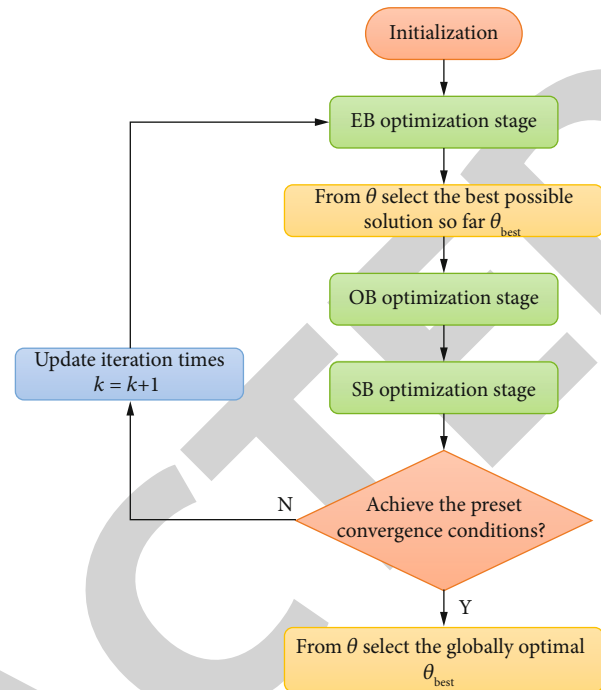 Initialization
EB optimization stage
From θ select the best possible
solution so far θbest
OB optimization stage
Update iteration times
k = k+1
SB optimization stage
Achieve the preset
convergence conditions?
N
Y
From θ select the globally optimal
θbest